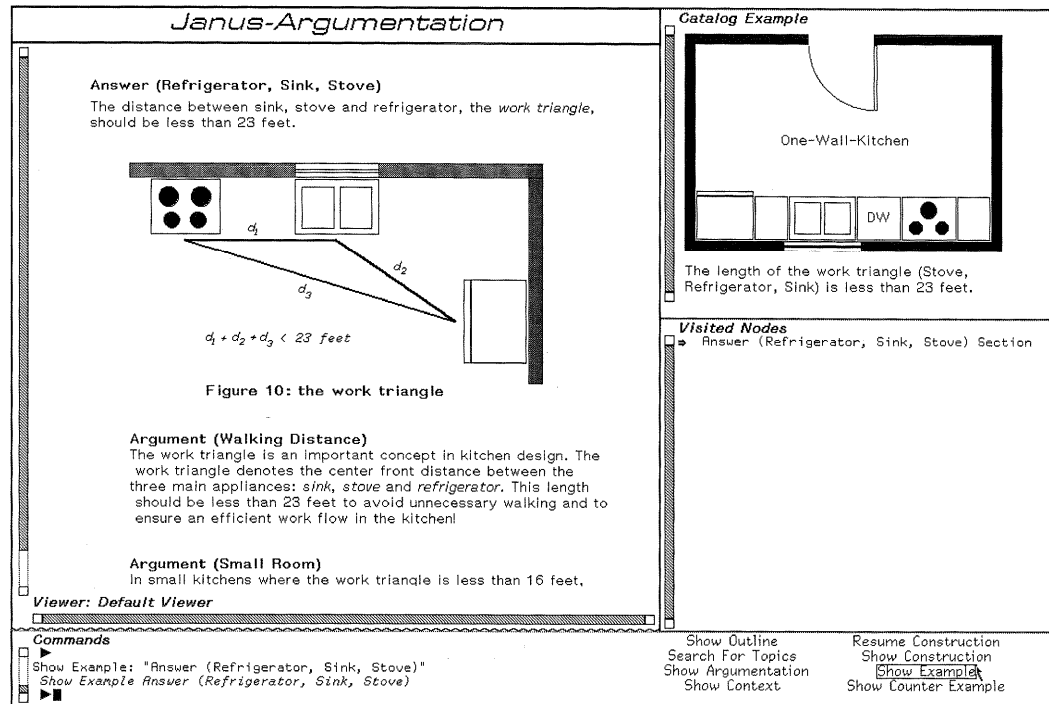 Janus-Argumentation
Answer (Refrigerator, Sink, Stove)
The distance between sink, stove and refrigerator, the work triangle,
should be less than 23 feet.
d1
d2
d3
d1 + d2 + d3 < 23 feet
Figure 10: the work triangle
Argument (Walking Distance)
The work triangle is an important concept in kitchen design. The
work triangle denotes the center front distance between the
three main appliances: sink, stove and refrigerator. This length
should be less than 23 feet to avoid unnecessary walking and to
ensure an efficient work flow in the kitchen!
Argument (Small Room)
In small kitchens where the work triangle is less than 16 feet,
Viewer: Default Viewer
Catalog Example
One-Wall-Kitchen
DW
The length of the work triangle (Stove,
Refrigerator, Sink) is less than 23 feet.
Visited Nodes
Answer (Refrigerator, Sink, Stove) Section
Commands
Show Example: "Answer (Refrigerator, Sink, Stove)"
Show Example Answer (Refrigerator, Sink, Stove)
Show Outline
Search For Topics
Show Argumentation
Show Context
Resume Construction
Show Construction
Show Example
Show Counter Example